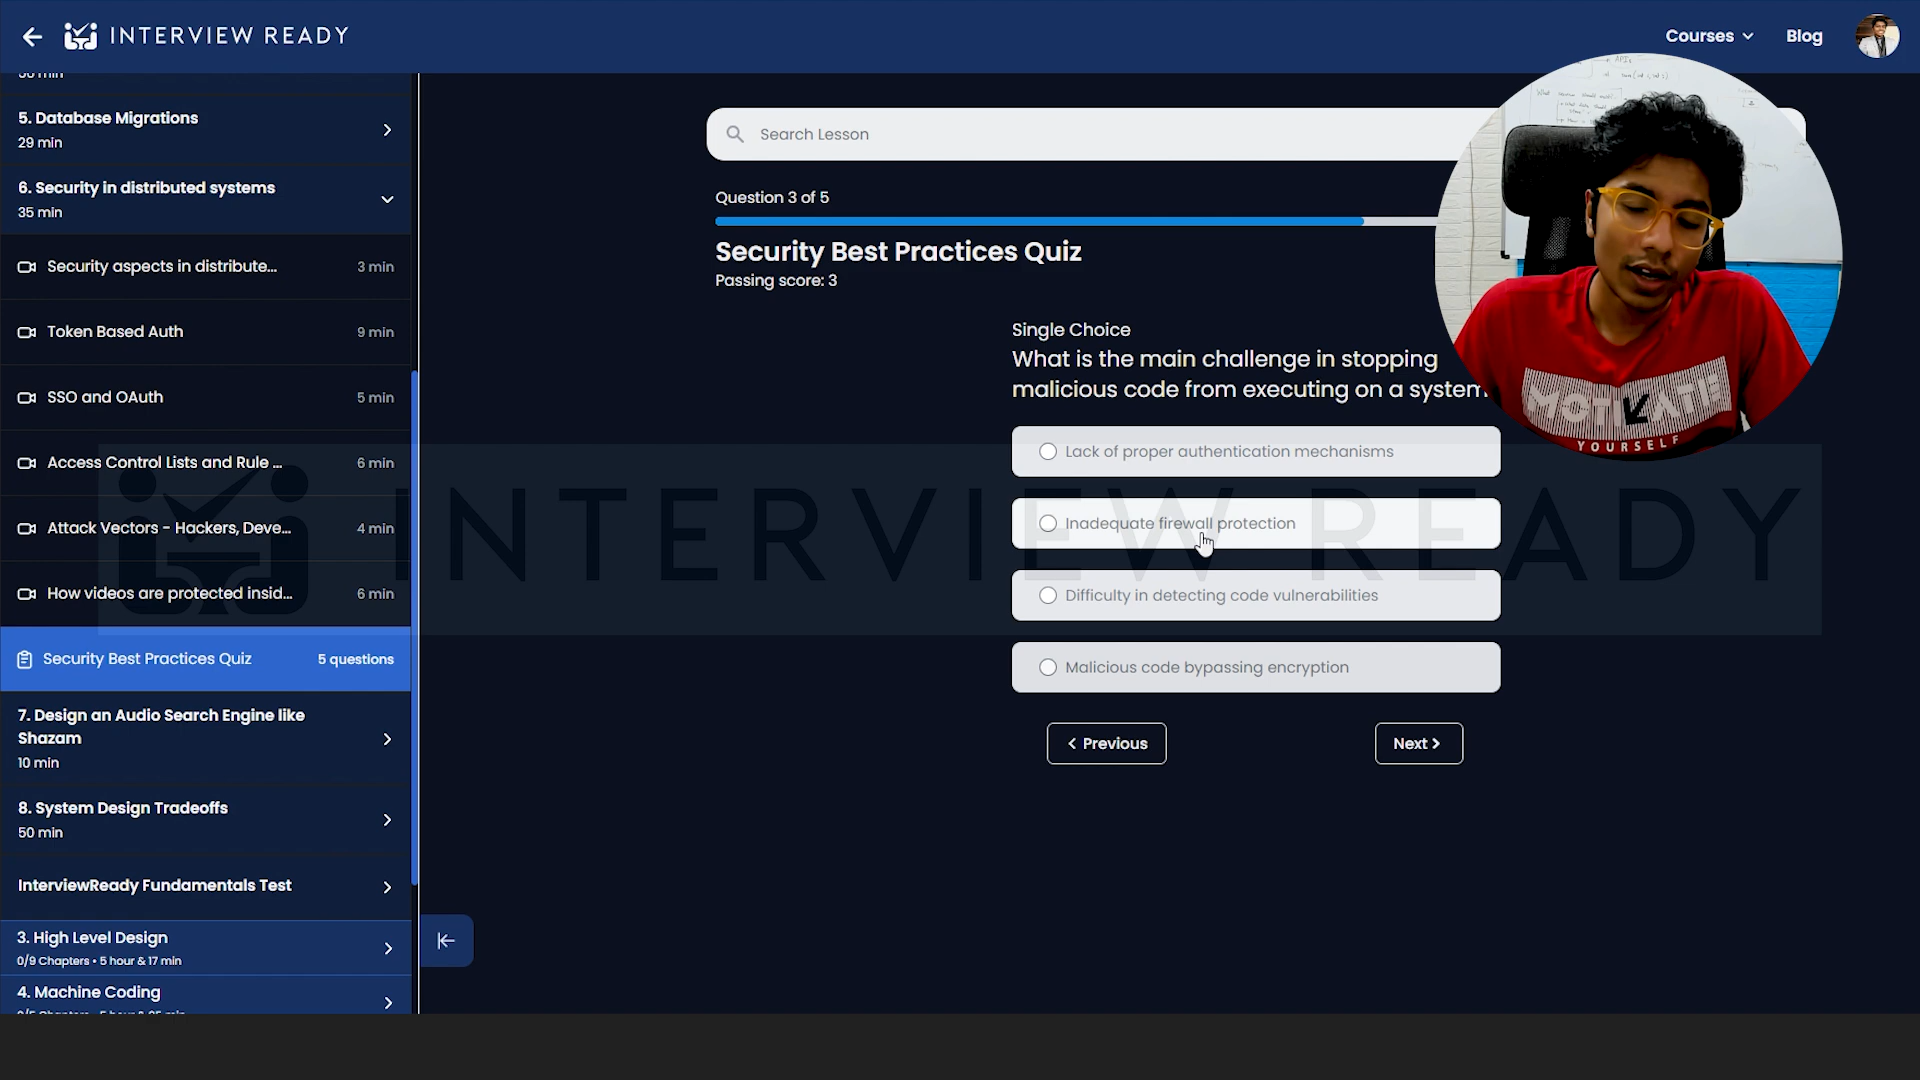 INTERVIEW READY
Courses
Blog
5. Database Migrations
29 min
6. Security in distributed systems
35 min
Security aspects in distribute...
3 min
Token Based Auth
9 min
SSO and OAuth
5 min
Access Control Lists and Rule ...
6 min
Attack Vectors - Hackers, Deve...
4 min
How videos are protected insid...
6 min
Security Best Practices Quiz
5 questions
7. Design an Audio Search Engine like
Shazam
10 min
8. System Design Tradeoffs
50 min
InterviewReady Fundamentals Test
3. High Level Design
0/9 Chapters • 5 hour & 17 min
4. Machine Coding
Search Lesson
Question 3 of 5
Security Best Practices Quiz
Passing score: 3
Single Choice
What is the main challenge in stopping
malicious code from executing on a system
Lack of proper authentication mechanisms
Inadequate firewall protection
Difficulty in detecting code vulnerabilities
Malicious code bypassing encryption
Previous
Next
INTERVIEW READY
MOTIVATE
YOURSELF